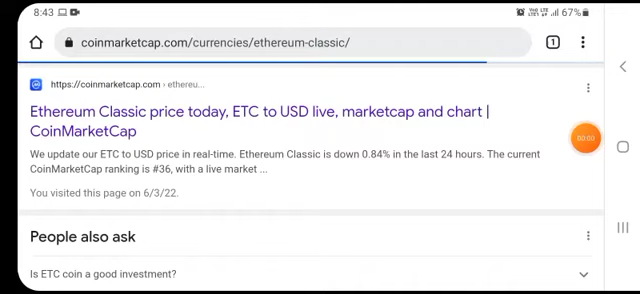 8:43
67%
coinmarketcap.com/currencies/ethereum-classic/
1
https://coinmarketcap.com › ethereu...
Ethereum Classic price today, ETC to USD live, marketcap and chart |
CoinMarketCap
00:00
We update our ETC to USD price in real-time. Ethereum Classic is down 0.84% in the last 24 hours. The current
CoinMarketCap ranking is #36, with a live market ...
You visited this page on 6/3/22.
People also ask
Is ETC coin a good investment?